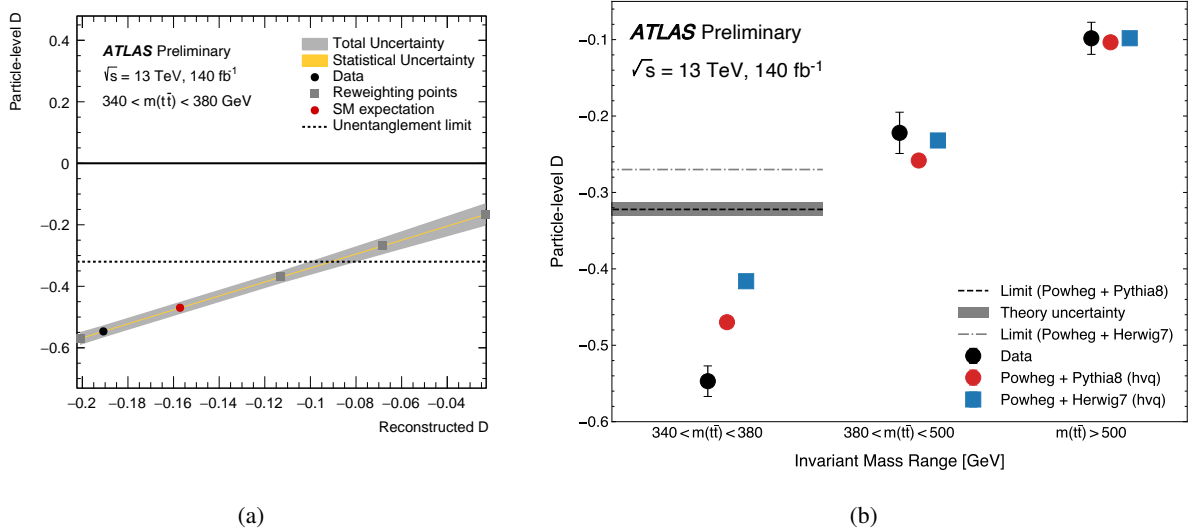 Particle-level D
0.4
0.2
0
−0.2
−0.4
−0.6
ATLAS Preliminary
√s = 13 TeV, 140 fb⁻¹
340 < m(tt̄) < 380 GeV
Total Uncertainty
Statistical Uncertainty
Data
Reweighting points
SM expectation
Unentanglement limit
−0.2 −0.18 −0.16 −0.14 −0.12 −0.1 −0.08 −0.06 −0.04
Reconstructed D
(a)
Particle-level D
−0.1
−0.2
−0.3
−0.4
−0.5
−0.6
ATLAS Preliminary
√s = 13 TeV, 140 fb⁻¹
Limit (Powheg + Pythia8)
Theory uncertainty
Limit (Powheg + Herwig7)
Data
Powheg + Pythia8 (hvq)
Powheg + Herwig7 (hvq)
340 < m(tt̄) < 380 380 < m(tt̄) < 500 m(tt̄) > 500
Invariant Mass Range [GeV]
(b)